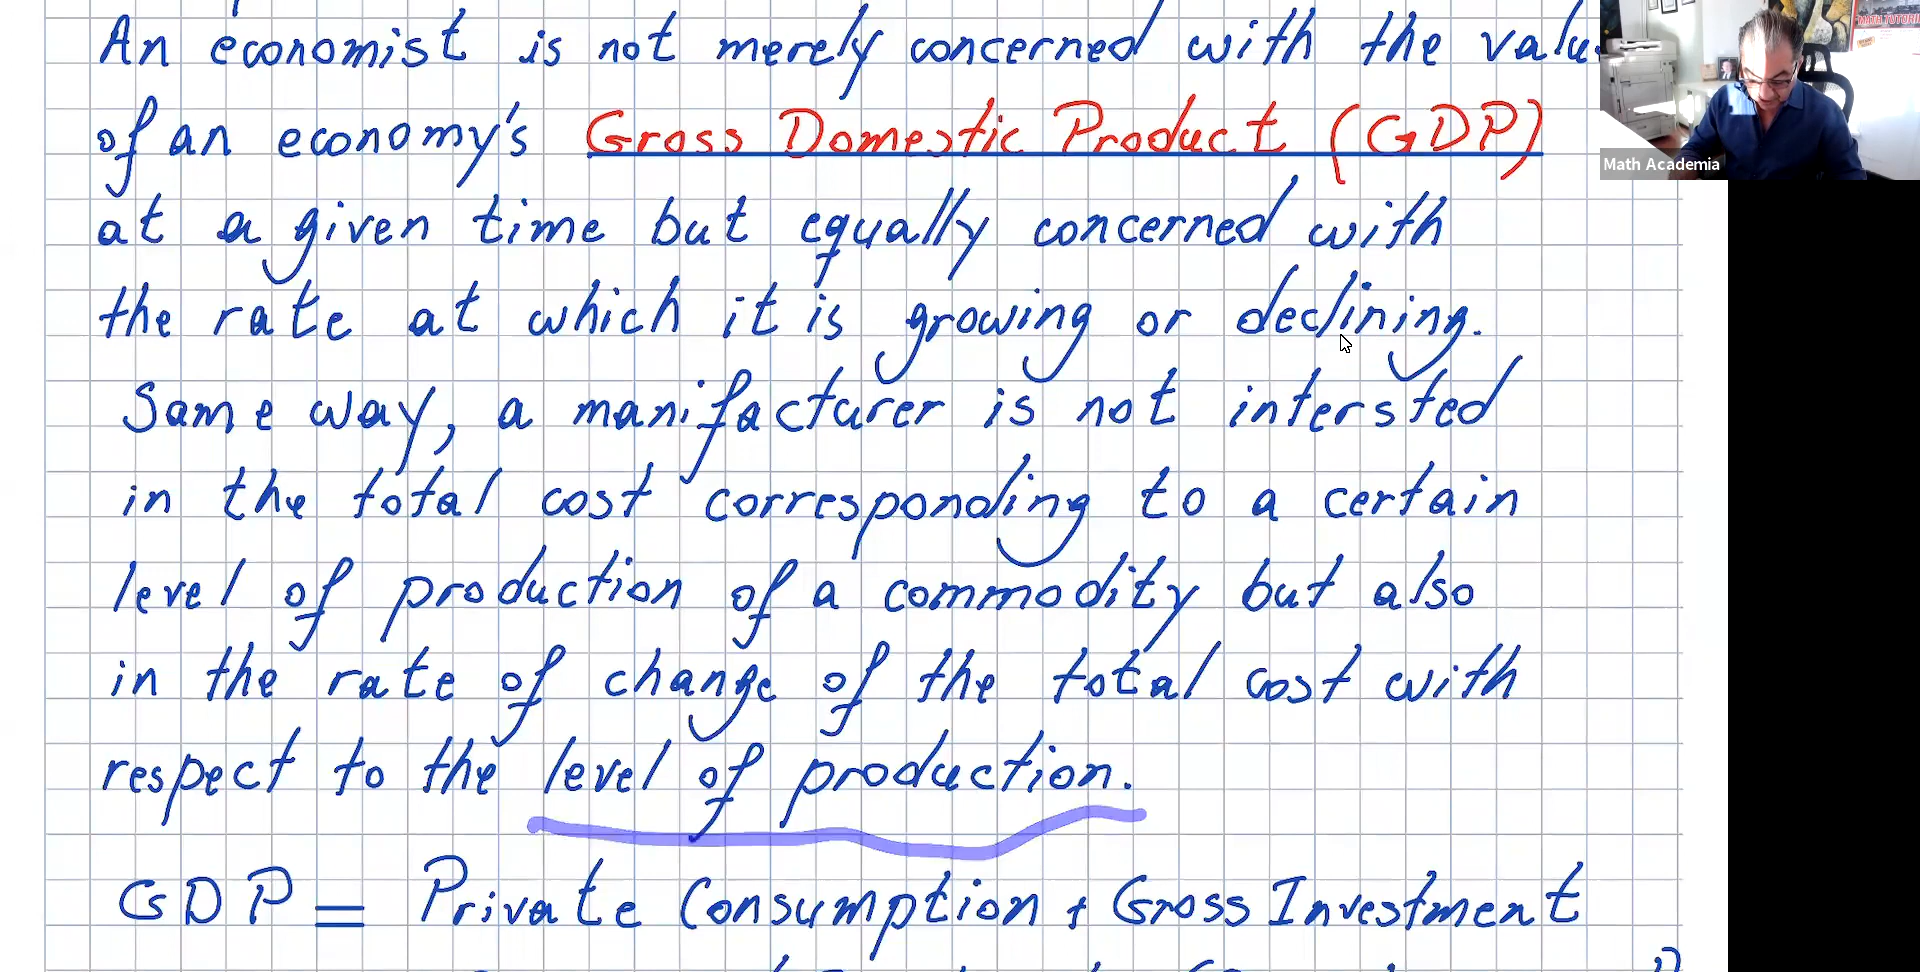 An economist is not merely concerned with the valu
of an economy's Gross Domestic Product (GDP)
at a given time but equally concerned with
the rate at which it is growing or declining.
Same way, a manifacturer is not intersted
in the total cost corresponding to a certain
level of production of a commodity but also
in the rate of change of the total cost with
respect to the level of production.
GDP = Private Consumption + Gross Investment
Math Academia